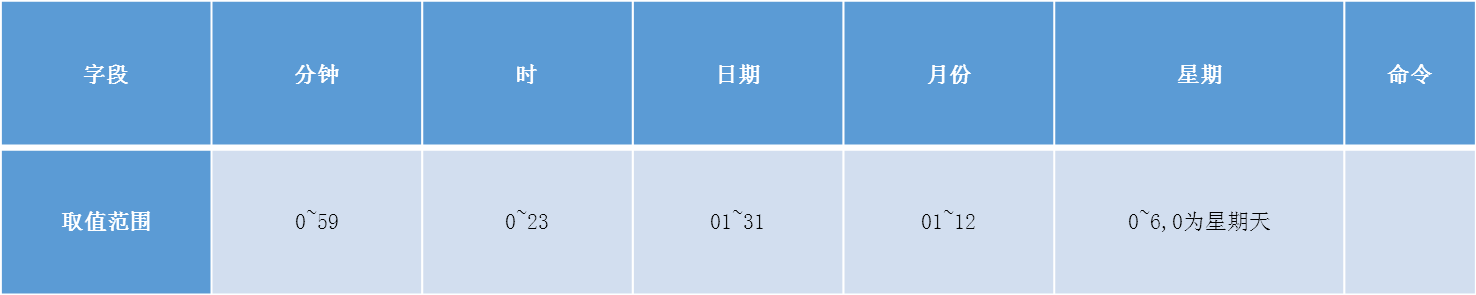 字段 分钟 时 日期 月份 星期 命令
取值范围 0~59 0~23 01~31 01~12 0~6,0为星期天